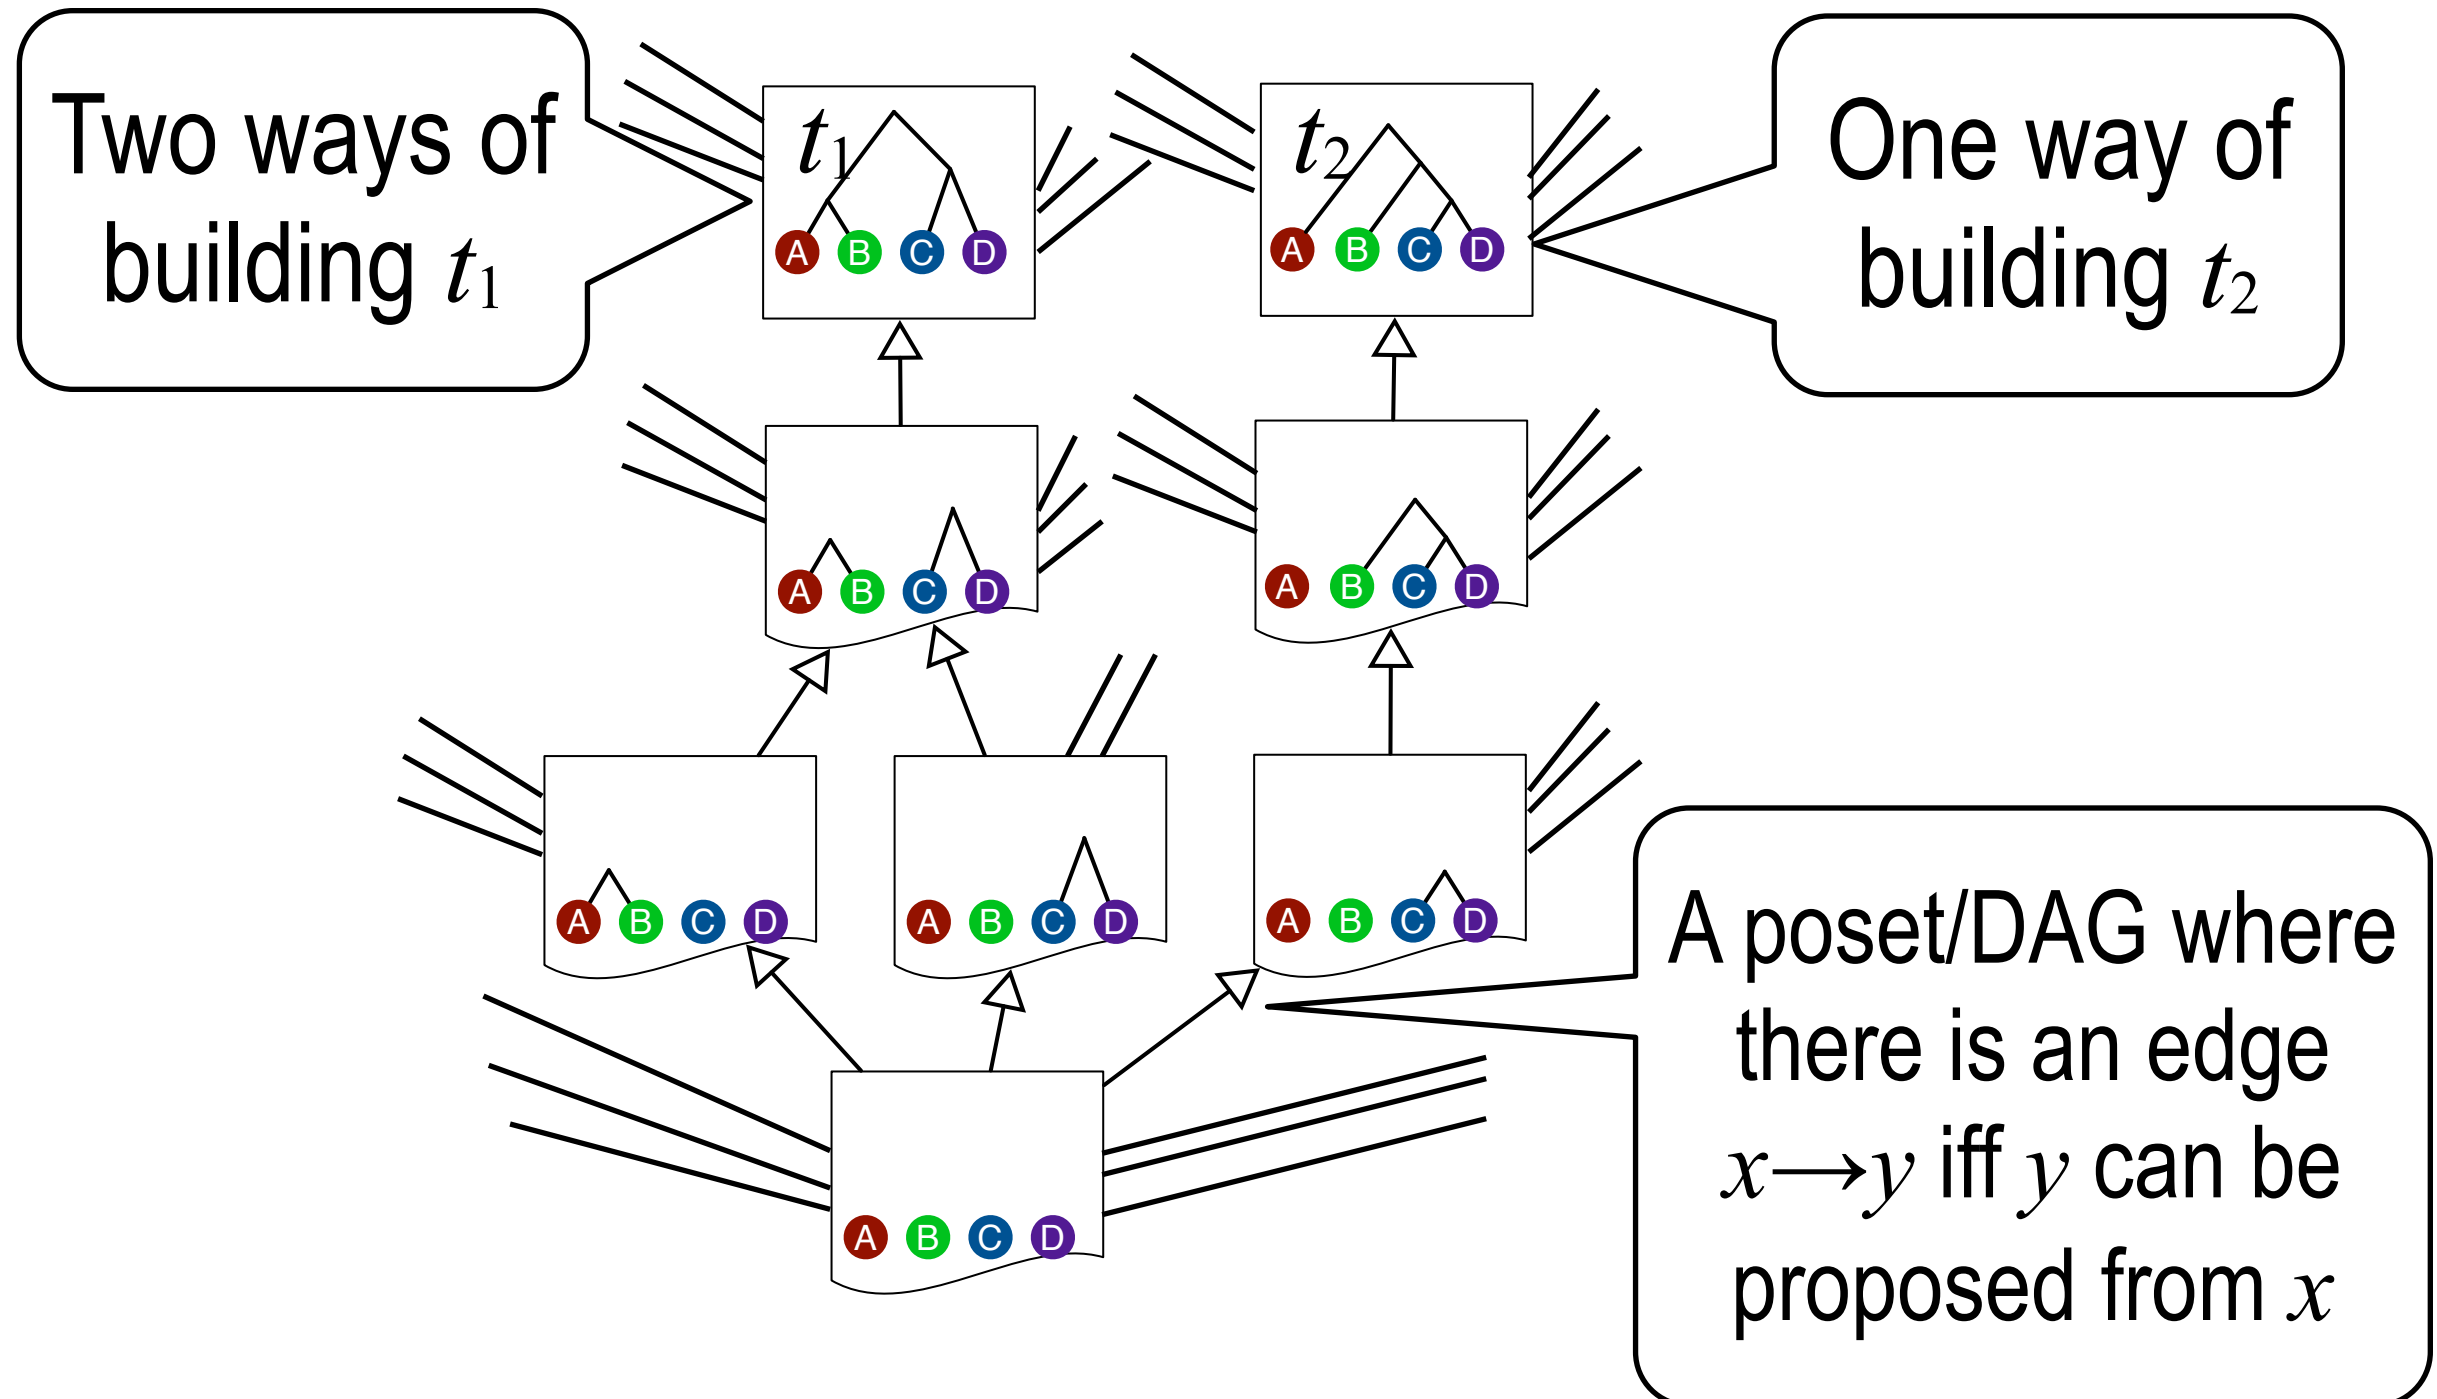 Two ways of
building t1
t1
A B C D
t2
A B C D
One way of
building t2
A B C D
A B C D
A B C D
A B C D
A B C D
A poset/DAG where
there is an edge
x→y iff y can be
proposed from x
A B C D